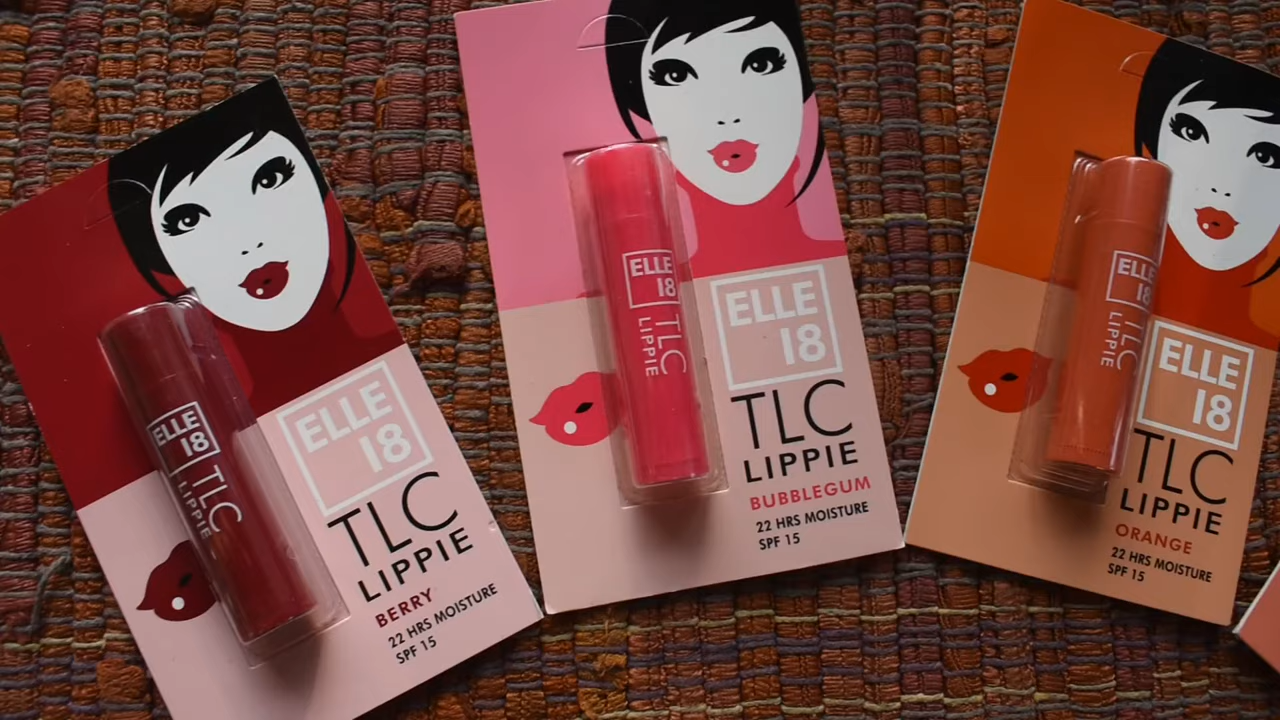 ELLE
18
TLC
LIPPIE
ELLE
18
TLC
LIPPIE
BERRY
22 HRS MOISTURE
SPF 15
ELLE
18
TLC
LIPPIE
ELLE
18
TLC
LIPPIE
BUBBLEGUM
22 HRS MOISTURE
SPF 15
ELLE
18
TLC
LIPPIE
ELLE
18
TLC
LIPPIE
ORANGE
22 HRS MOISTURE
SPF 15